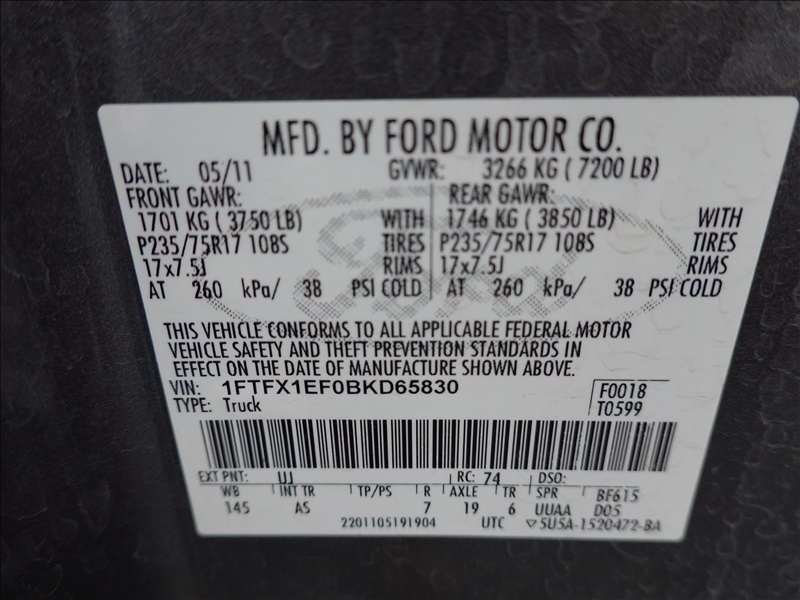 MFD. BY FORD MOTOR CO.
DATE: 05/11 GVWR: 3266 KG ( 7200 LB)
FRONT GAWR: REAR GAWR:
1701 KG ( 3750 LB) WITH 1746 KG ( 3850 LB) WITH
P235/75R17 108S TIRES P235/75R17 108S TIRES
17x7.5J RIMS 17x7.5J RIMS
AT 260 kPa/ 38 PSI COLD AT 260 kPa/ 38 PSI COLD
Ford
THIS VEHICLE CONFORMS TO ALL APPLICABLE FEDERAL MOTOR
VEHICLE SAFETY AND THEFT PREVENTION STANDARDS IN
EFFECT ON THE DATE OF MANUFACTURE SHOWN ABOVE.
VIN: 1FTFX1EF0BKD65830 F0018
TYPE: Truck T0599
EXT PNT: UJ RC: 74 DSO:
WB INT TR TP/PS R AXLE TR SPR BF615
145 AS 7 19 6 UUAA D05
2201105191904 UTC ▽5U5A-1520472-BA